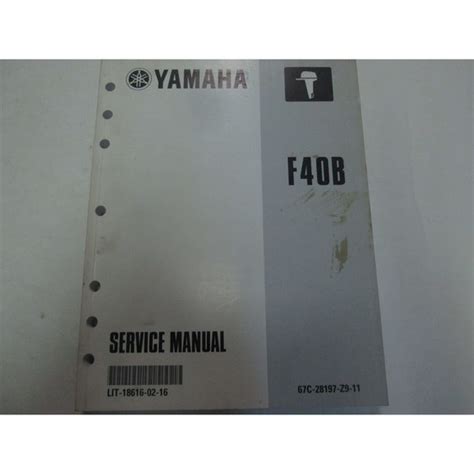 YAMAHA
F40B
SERVICE MANUAL
LIT-18616-02-16
67C-28197-Z9-11